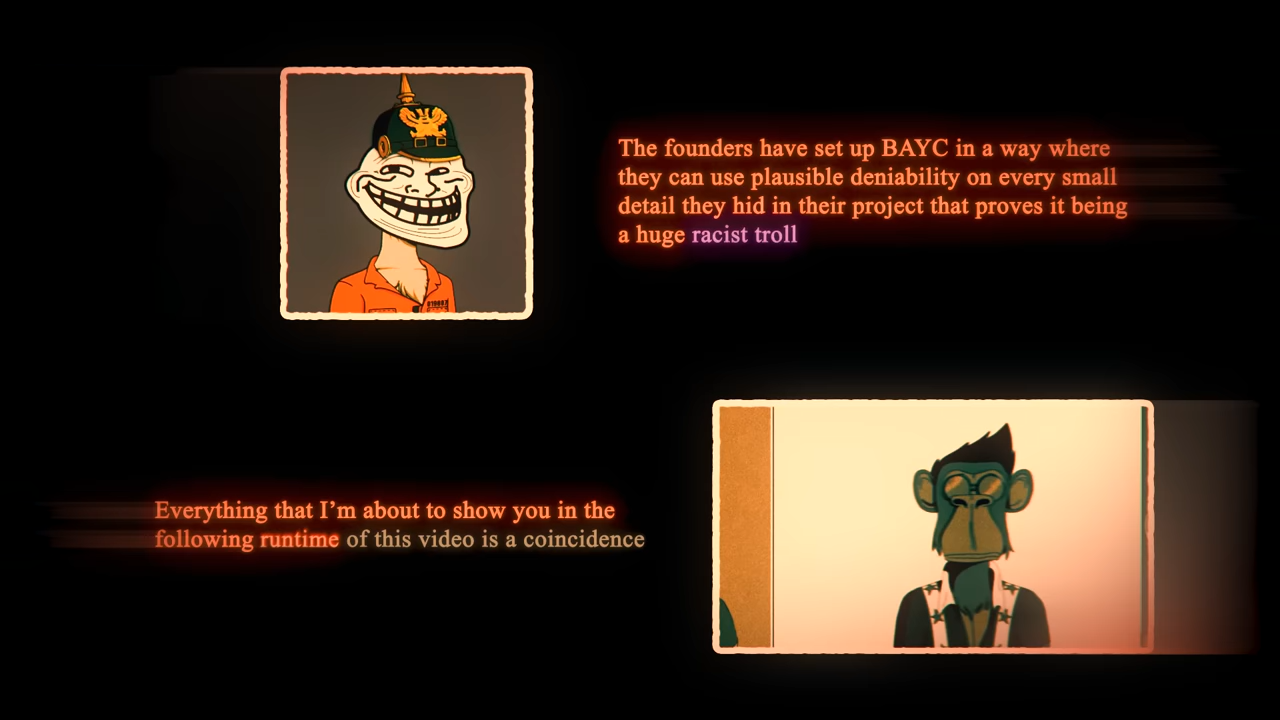 The founders have set up BAYC in a way where
they can use plausible deniability on every small
detail they hid in their project that proves it being
a huge racist troll
Everything that I'm about to show you in the
following runtime of this video is a coincidence